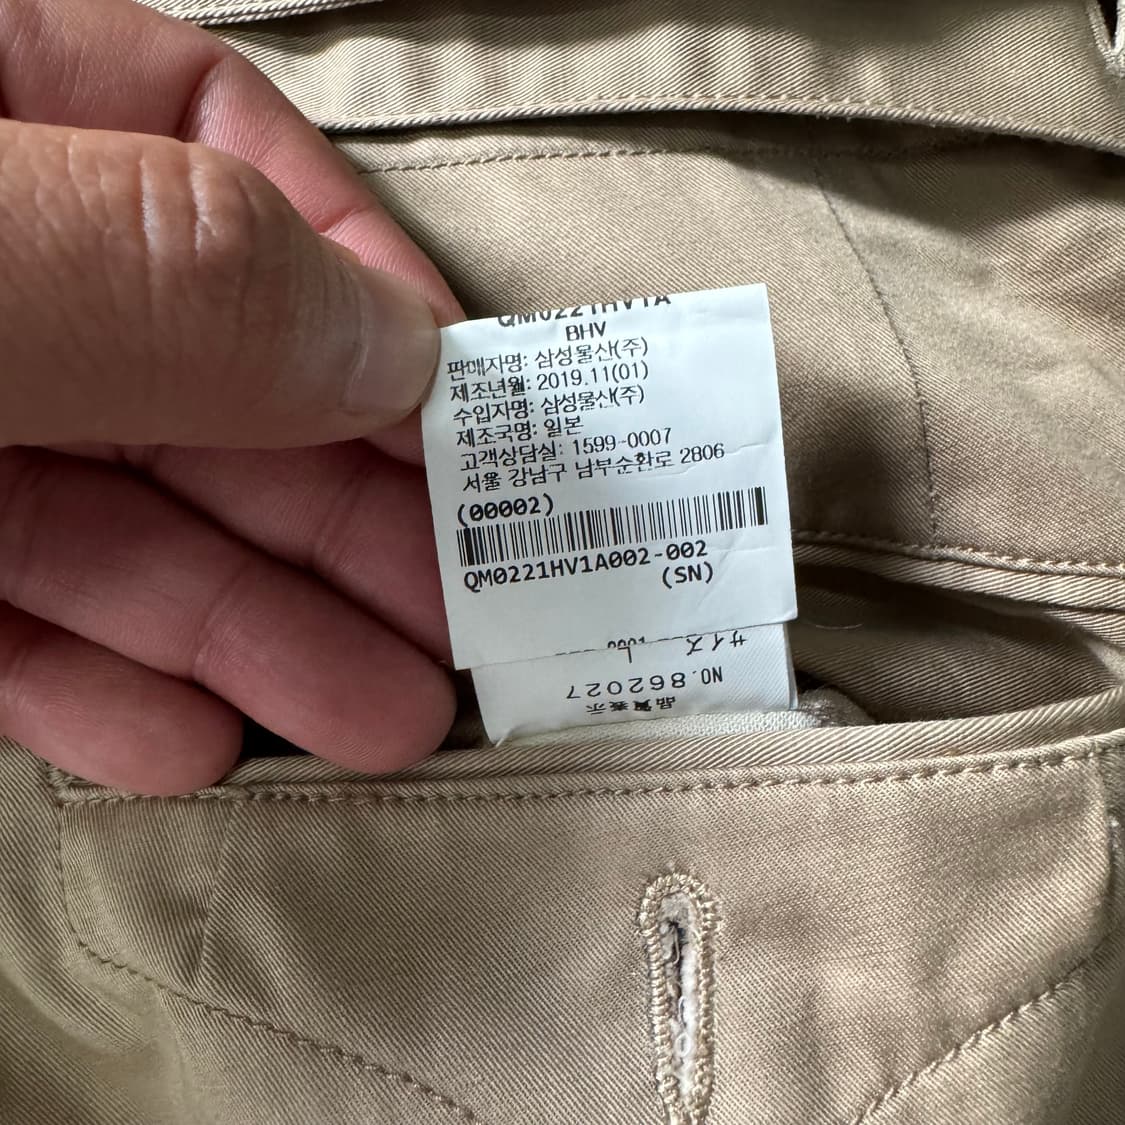 QM0221HV1A
BHV
판매자명: 삼성물산(주)
제조년월: 2019.11(01)
수입자명: 삼성물산(주)
제조국명: 일본
고객상담실: 1599-0007
서울 강남구 남부순환로 2806
(00002)
QM0221HV1A002-002
(SN)
品質表示
NO.862027
サイズ L